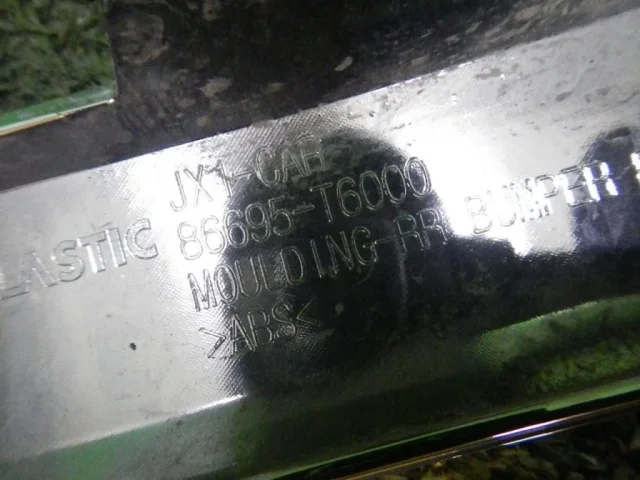 JX1-CAR
86695-T6000
MOULDING-RR BUMPER
>ABS<
LASTIC